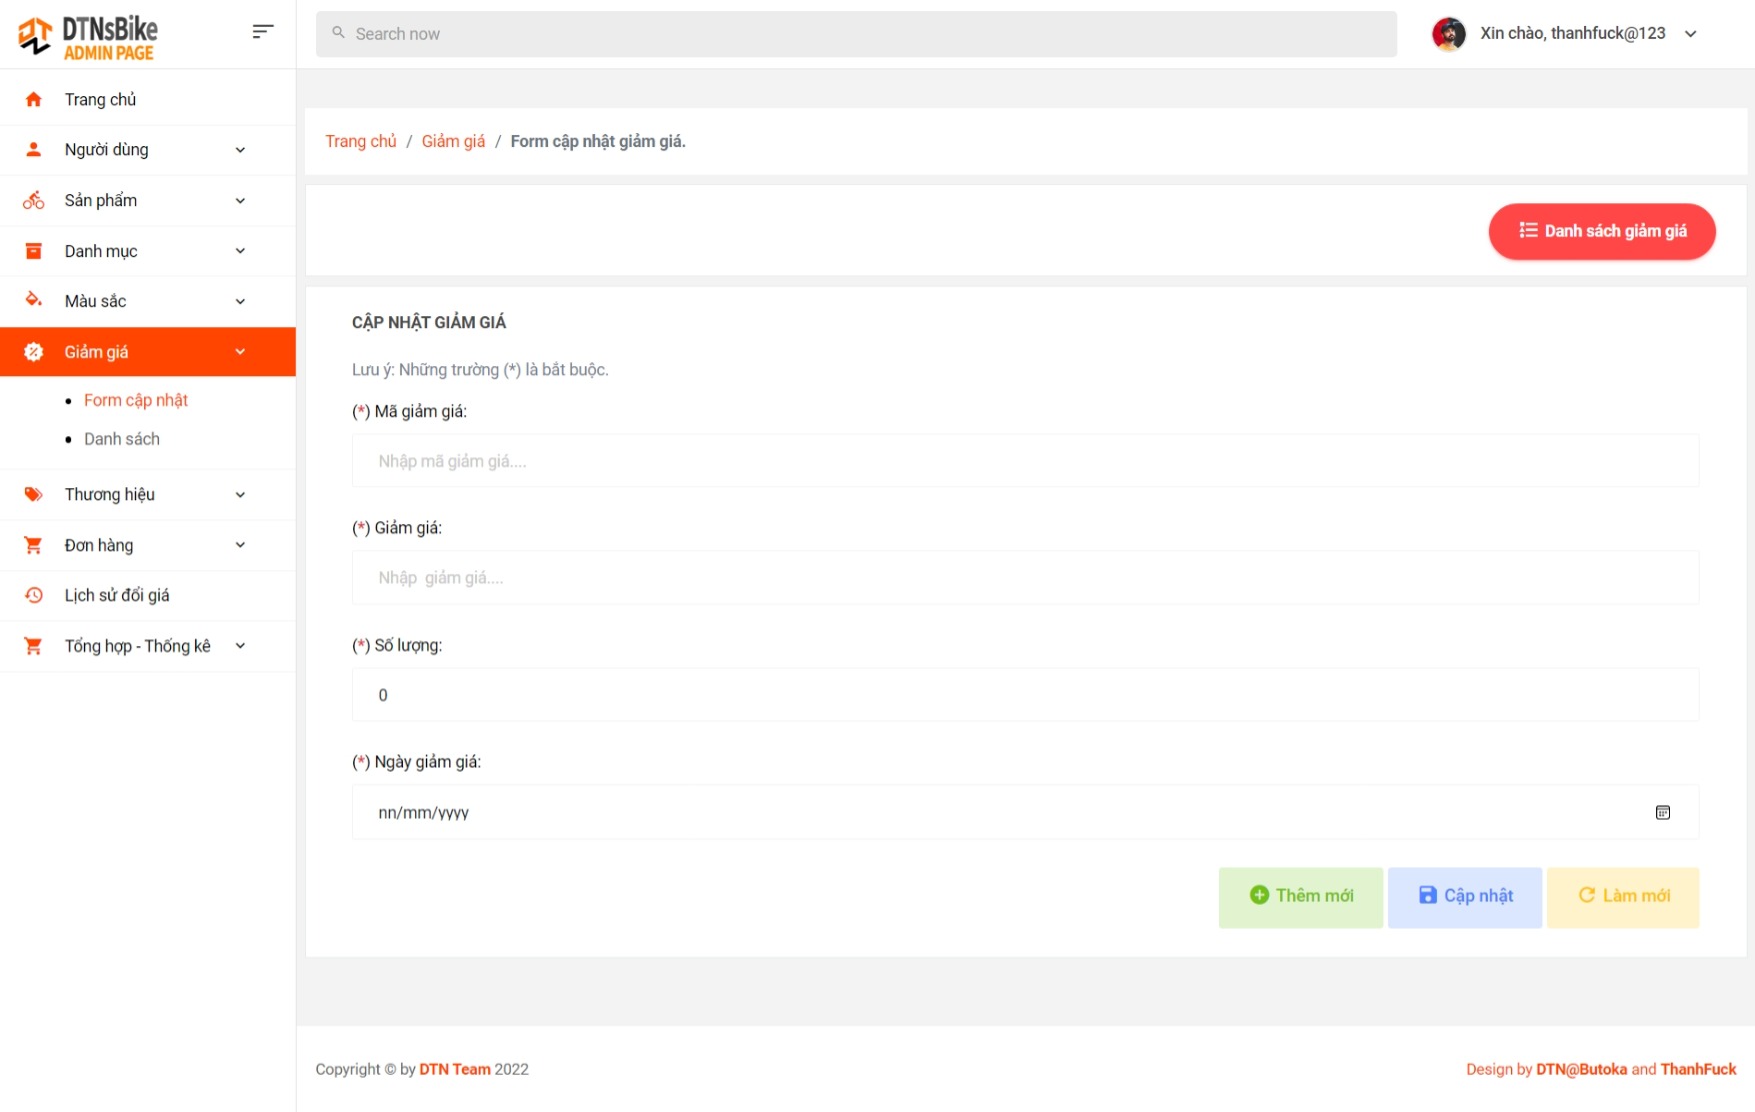 DTNsBike
ADMIN PAGE
Search now
Xin chào, thanhfuck@123
Trang chủ
Người dùng
Sản phẩm
Danh mục
Màu sắc
Giảm giá
Form cập nhật
Danh sách
Thương hiệu
Đơn hàng
Lịch sử đổi giá
Tổng hợp - Thống kê
Trang chủ / Giảm giá / Form cập nhật giảm giá.
Danh sách giảm giá
CẬP NHẬT GIẢM GIÁ
Lưu ý: Những trường (*) là bắt buộc.
(*) Mã giảm giá:
Nhập mã giảm giá....
(*) Giảm giá:
Nhập giảm giá....
(*) Số lượng:
0
(*) Ngày giảm giá:
nn/mm/yyyy
Thêm mới Cập nhật Làm mới
Copyright © by DTN Team 2022
Design by DTN@Butoka and ThanhFuck